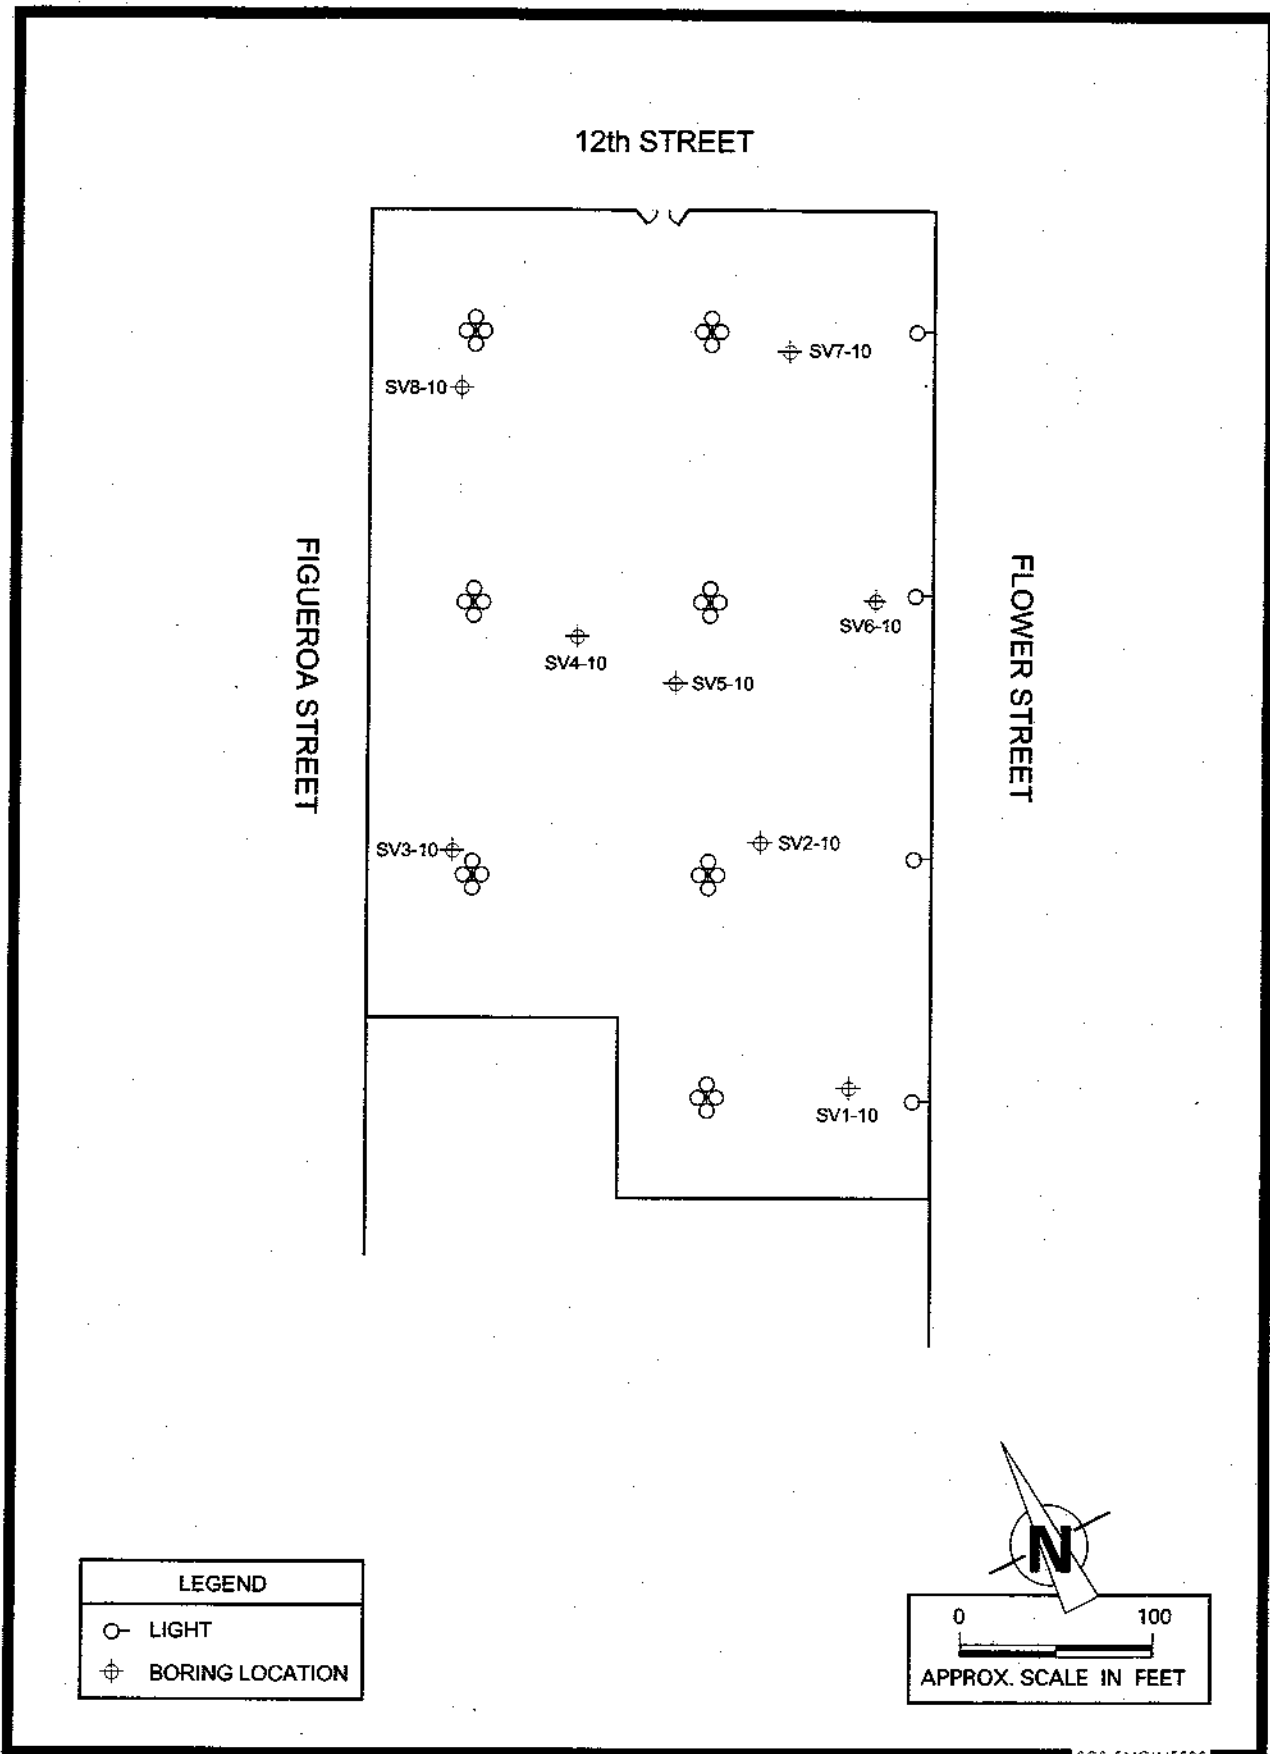 12th STREET
SV7-10
SV8-10
FIGUEROA STREET
FLOWER STREET
SV6-10
SV4-10
SV5-10
SV3-10
SV2-10
SV1-10
N
LEGEND
LIGHT
BORING LOCATION
0 100
APPROX. SCALE IN FEET